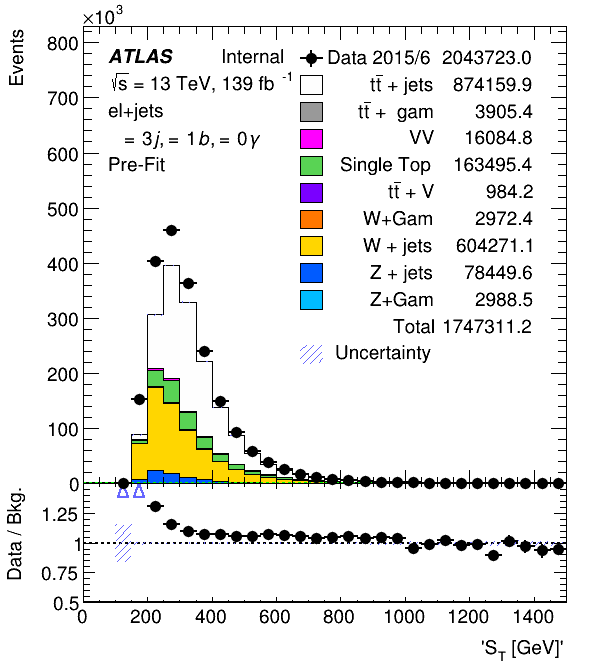 ×10³
Events
800
700
600
500
400
300
200
100
0
ATLAS Internal
√s = 13 TeV, 139 fb⁻¹
el+jets
= 3j, = 1b, = 0γ
Pre-Fit
Data 2015/6 2043723.0
tt̄ + jets 874159.9
tt̄ + gam 3905.4
VV 16084.8
Single Top 163495.4
tt̄ + V 984.2
W+Gam 2972.4
W + jets 604271.1
Z + jets 78449.6
Z+Gam 2988.5
Total 1747311.2
Uncertainty
Data / Bkg.
1.25
1
0.75
0.5
0 200 400 600 800 1000 1200 1400
'S_T [GeV]'